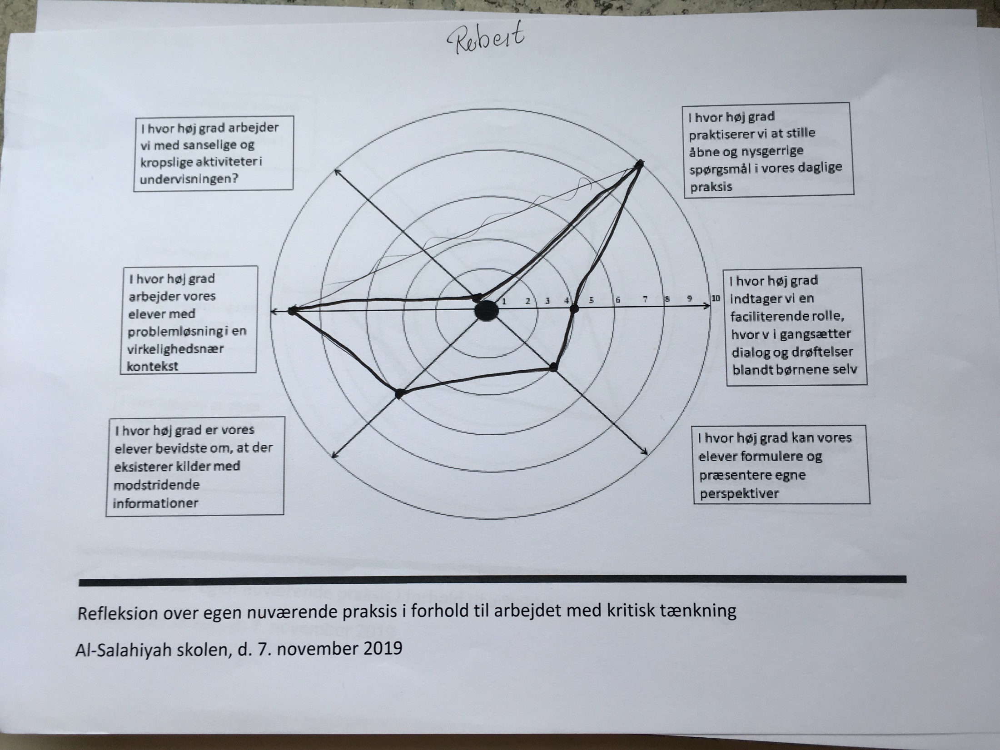 Robert
I hvor høj grad arbejder
vi med sanselige og
kropslige aktiviteter i
undervisningen?
I hvor høj grad
praktiserer vi at stille
åbne og nysgerrige
spørgsmål i vores daglige
praksis
I hvor høj grad
arbejder vores
elever med
problemløsning i en
virkelighedsnær
kontekst
1 2 3 4 5 6 7 8 9 10
I hvor høj grad
indtager vi en
faciliterende rolle,
hvor v i gangsætter
dialog og drøftelser
blandt børnene selv
I hvor høj grad er vores
elever bevidste om, at der
eksisterer kilder med
modstridende
informationer
I hvor høj grad kan vores
elever formulere og
præsentere egne
perspektiver
Refleksion over egen nuværende praksis i forhold til arbejdet med kritisk tænkning
Al-Salahiyah skolen, d. 7. november 2019